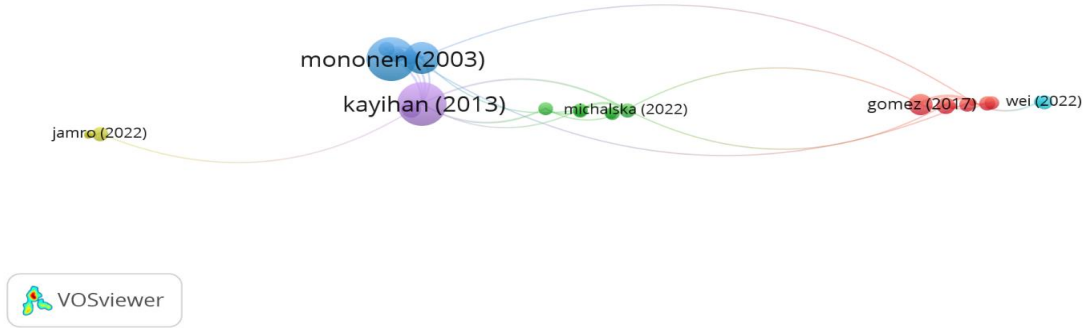 mononen (2003)
kayihan (2013)
michalska (2022)
gomez (2017)
wei (2022)
jamro (2022)
VOSviewer